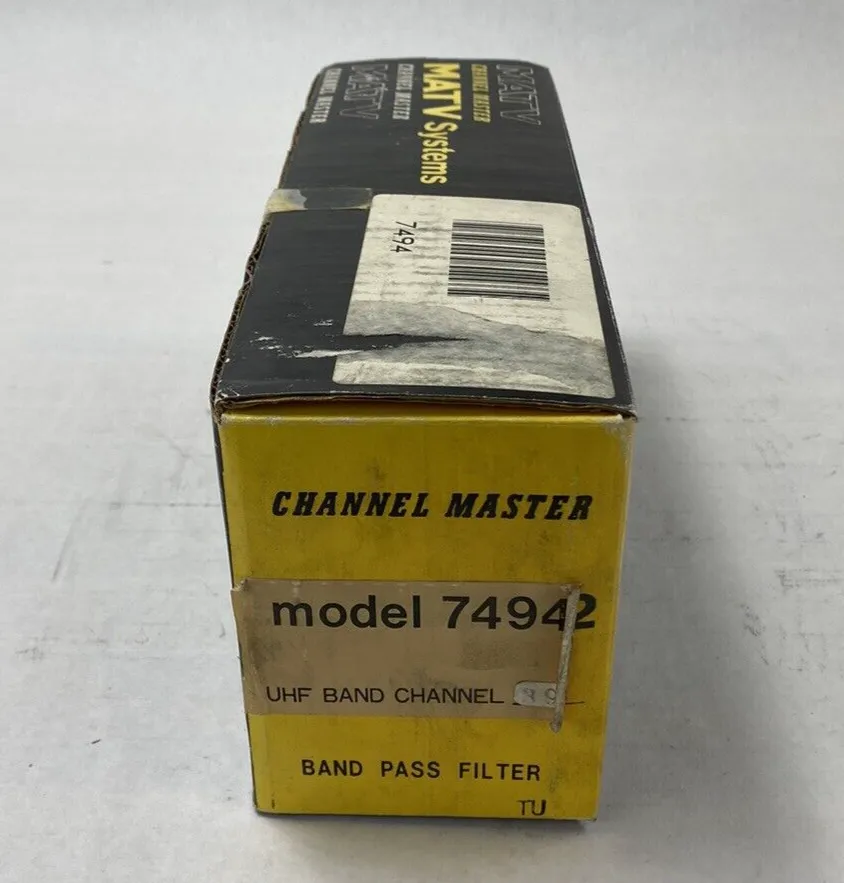 MATV
CHANNEL MASTER
MATV Systems
CHANNEL MASTER
MATV
CHANNEL MASTER
7494
CHANNEL MASTER
model 74942
UHF BAND CHANNEL
BAND PASS FILTER
TU